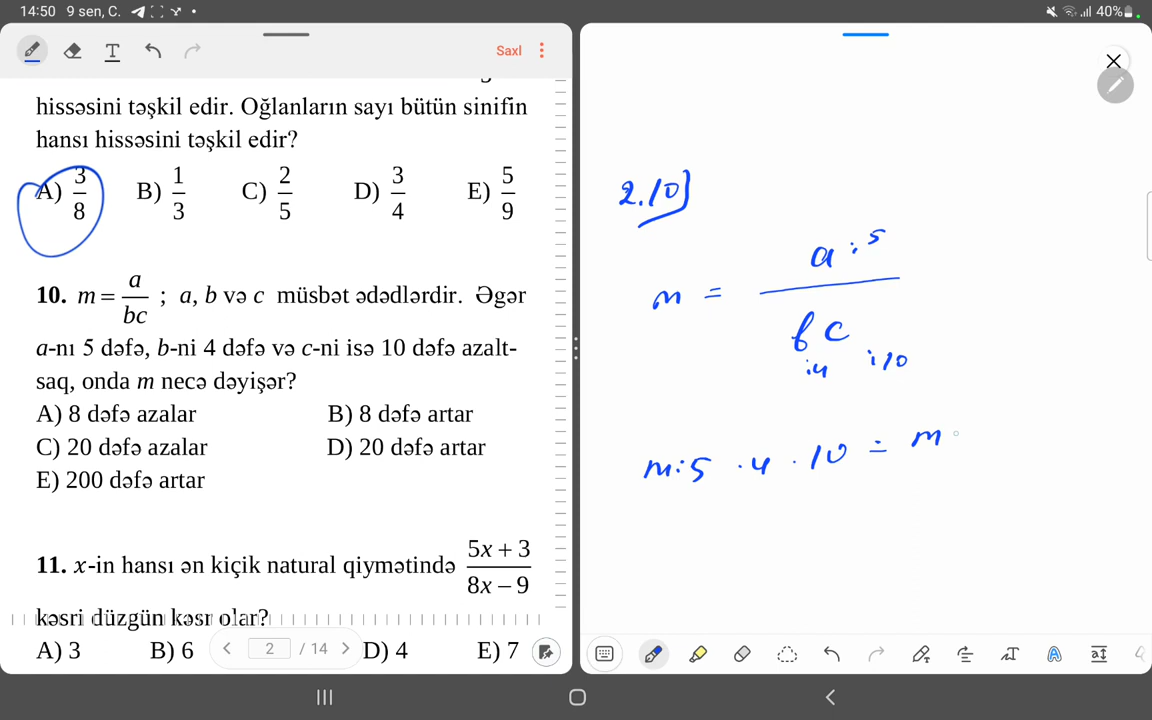 14:50 9 sen, C.
40%
Saxl
hissəsini təşkil edir. Oğlanların sayı bütün sinifin
hansı hissəsini təşkil edir?
A) 3/8 B) 1/3 C) 2/5 D) 3/4 E) 5/9
10. m = a/bc ; a, b və c müsbət ədədlərdir. Əgər
a-nı 5 dəfə, b-ni 4 dəfə və c-ni isə 10 dəfə azalt-
saq, onda m necə dəyişər?
A) 8 dəfə azalar B) 8 dəfə artar
C) 20 dəfə azalar D) 20 dəfə artar
E) 200 dəfə artar
11. x-in hansı ən kiçik natural qiymətində 5x + 3/8x − 9
kəsri düzgün kəsr olar?
A) 3 B) 6 D) 4 E) 7
2 / 14
2.10)
a :5
m =
b c
:4 :10
m:5 · 4 · 10 = m